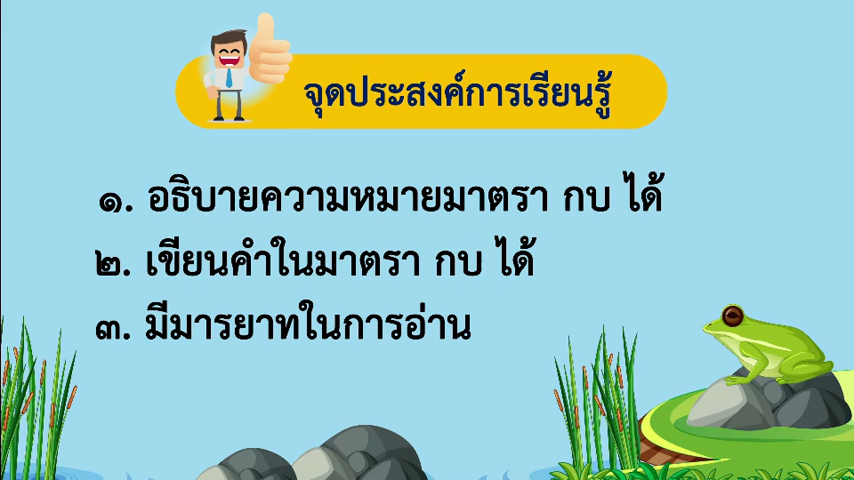 จุดประสงค์การเรียนรู้
๑. อธิบายความหมายมาตรา กบ ได้
๒. เขียนคำในมาตรา กบ ได้
๓. มีมารยาทในการอ่าน